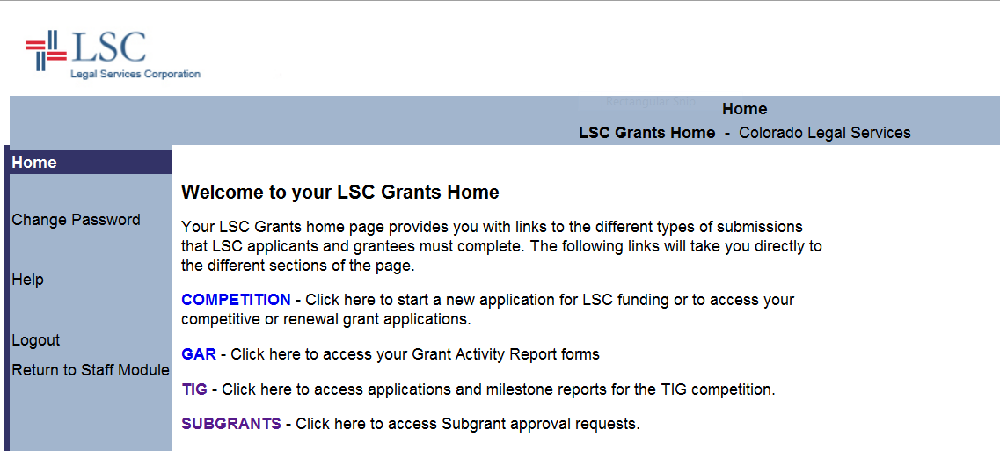 LSC
Legal Services Corporation
Rectangular Snip
Home
LSC Grants Home - Colorado Legal Services
Home
Change Password
Help
Logout
Return to Staff Module
Welcome to your LSC Grants Home
Your LSC Grants home page provides you with links to the different types of submissions
that LSC applicants and grantees must complete. The following links will take you directly to
the different sections of the page.
COMPETITION - Click here to start a new application for LSC funding or to access your
competitive or renewal grant applications.
GAR - Click here to access your Grant Activity Report forms
TIG - Click here to access applications and milestone reports for the TIG competition.
SUBGRANTS - Click here to access Subgrant approval requests.